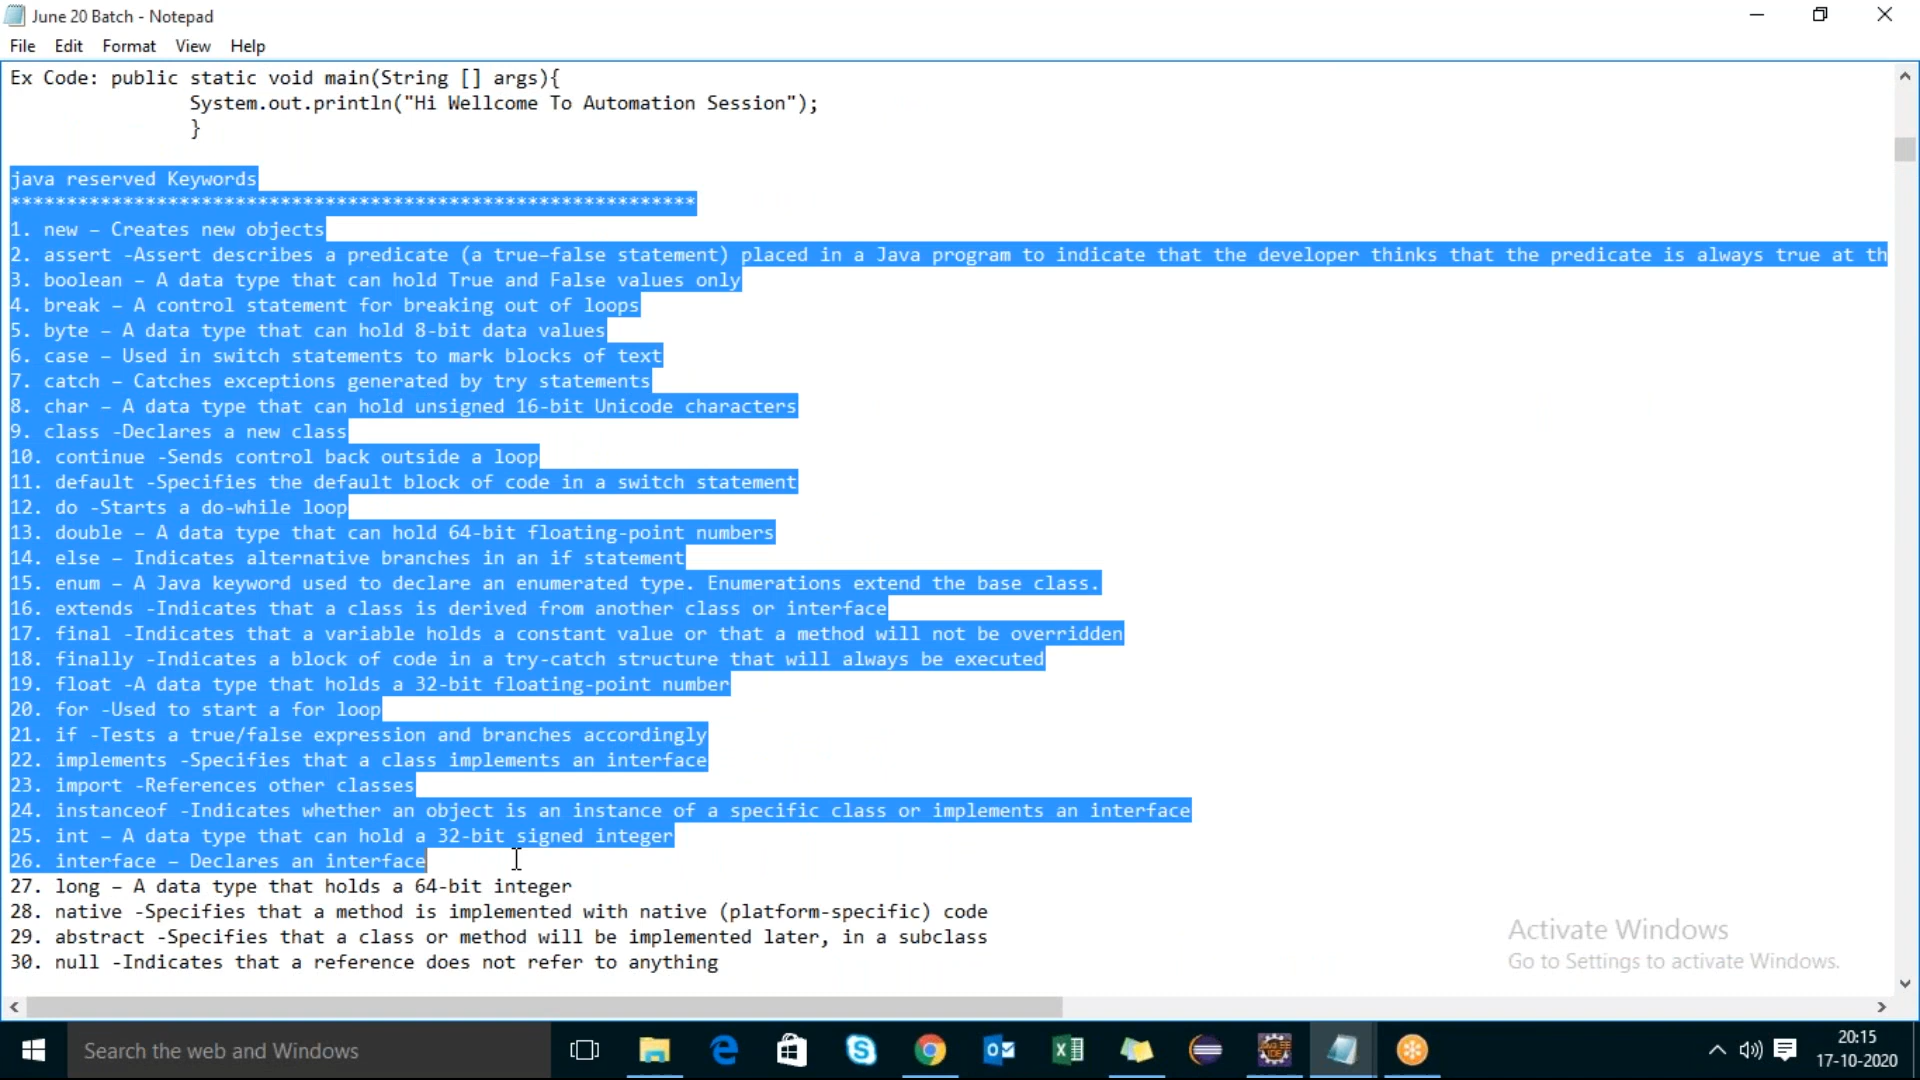 June 20 Batch - Notepad
File Edit Format View Help
Ex Code: public static void main(String [] args){
System.out.println("Hi Wellcome To Automation Session");
}
java reserved Keywords
*************************************************************
1. new – Creates new objects
2. assert -Assert describes a predicate (a true–false statement) placed in a Java program to indicate that the developer thinks that the predicate is always true at th
3. boolean – A data type that can hold True and False values only
4. break – A control statement for breaking out of loops
5. byte – A data type that can hold 8-bit data values
6. case – Used in switch statements to mark blocks of text
7. catch – Catches exceptions generated by try statements
8. char – A data type that can hold unsigned 16-bit Unicode characters
9. class -Declares a new class
10. continue -Sends control back outside a loop
11. default -Specifies the default block of code in a switch statement
12. do -Starts a do-while loop
13. double – A data type that can hold 64-bit floating-point numbers
14. else – Indicates alternative branches in an if statement
15. enum – A Java keyword used to declare an enumerated type. Enumerations extend the base class.
16. extends -Indicates that a class is derived from another class or interface
17. final -Indicates that a variable holds a constant value or that a method will not be overridden
18. finally -Indicates a block of code in a try-catch structure that will always be executed
19. float -A data type that holds a 32-bit floating-point number
20. for -Used to start a for loop
21. if -Tests a true/false expression and branches accordingly
22. implements -Specifies that a class implements an interface
23. import -References other classes
24. instanceof -Indicates whether an object is an instance of a specific class or implements an interface
25. int – A data type that can hold a 32-bit signed integer
26. interface – Declares an interface
27. long – A data type that holds a 64-bit integer
28. native -Specifies that a method is implemented with native (platform-specific) code
29. abstract -Specifies that a class or method will be implemented later, in a subclass
30. null -Indicates that a reference does not refer to anything
Activate Windows
Go to Settings to activate Windows.
Search the web and Windows
20:15
17-10-2020